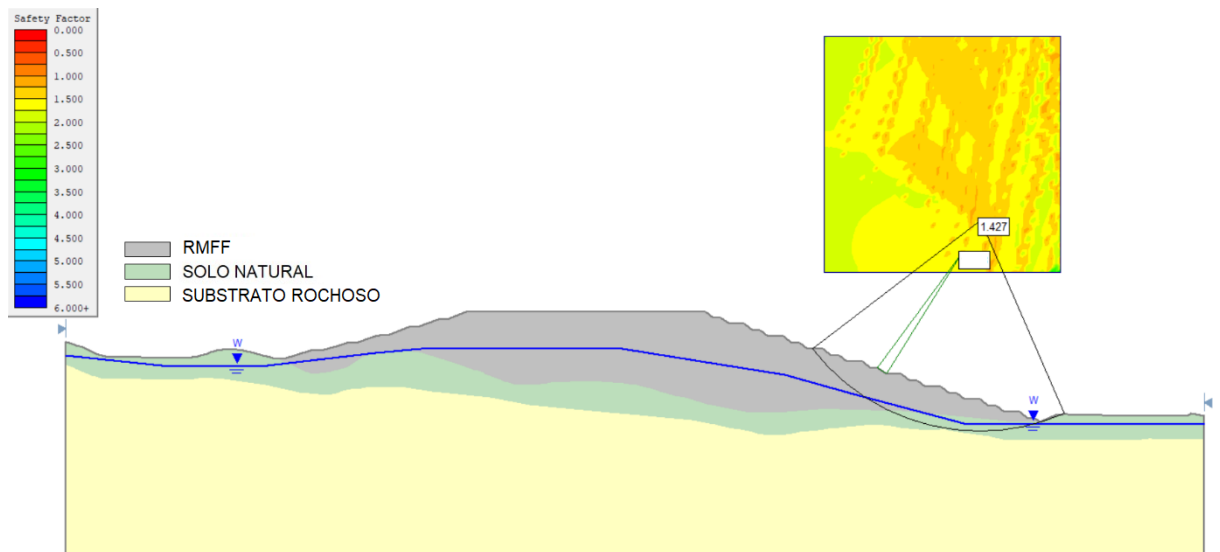 Safety Factor
0.000
0.500
1.000
1.500
2.000
2.500
3.000
3.500
4.000
4.500
5.000
5.500
6.000+
RMFF
SOLO NATURAL
SUBSTRATO ROCHOSO
1.427
W
W